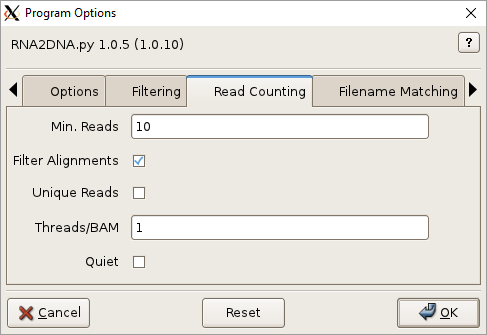 Program Options
RNA2DNA.py 1.0.5 (1.0.10)
?
Options Filtering Read Counting Filename Matching
Min. Reads 10
Filter Alignments
Unique Reads
Threads/BAM 1
Quiet
Cancel Reset OK